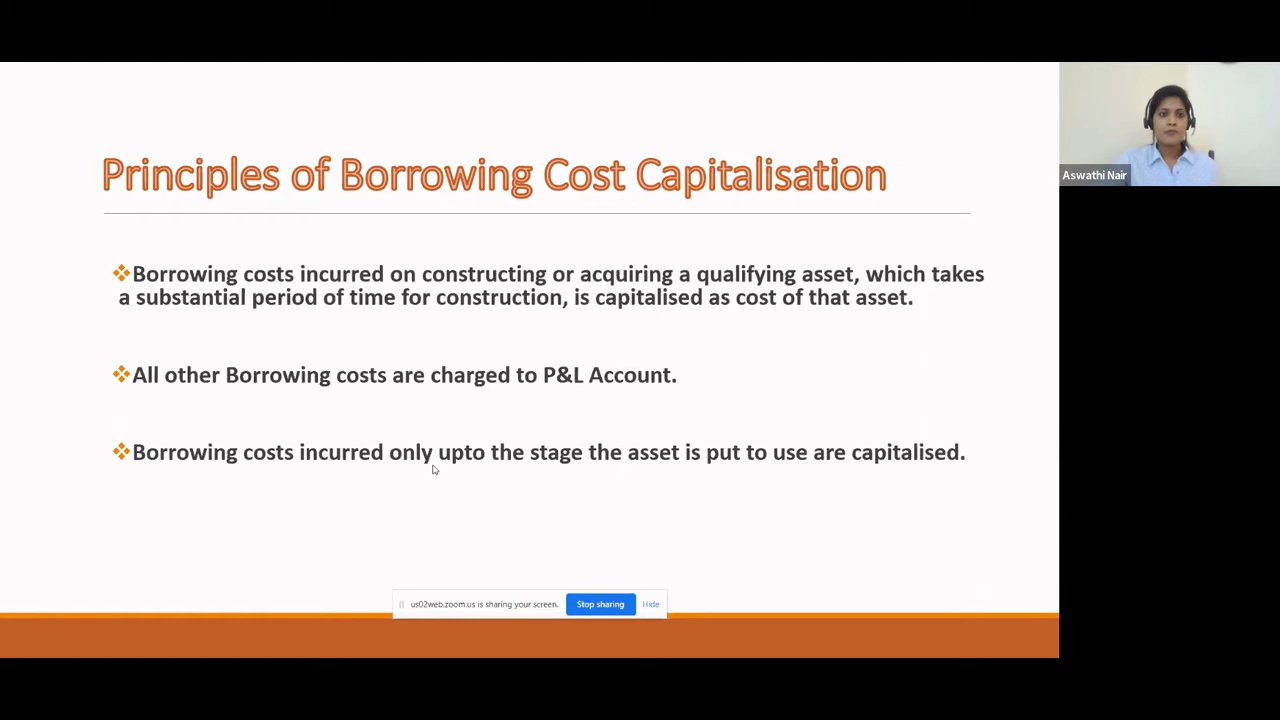 Principles of Borrowing Cost Capitalisation
Aswathi Nair
❖Borrowing costs incurred on constructing or acquiring a qualifying asset, which takes
a substantial period of time for construction, is capitalised as cost of that asset.
❖All other Borrowing costs are charged to P&L Account.
❖Borrowing costs incurred only upto the stage the asset is put to use are capitalised.
us02web.zoom.us is sharing your screen. Stop sharing Hide